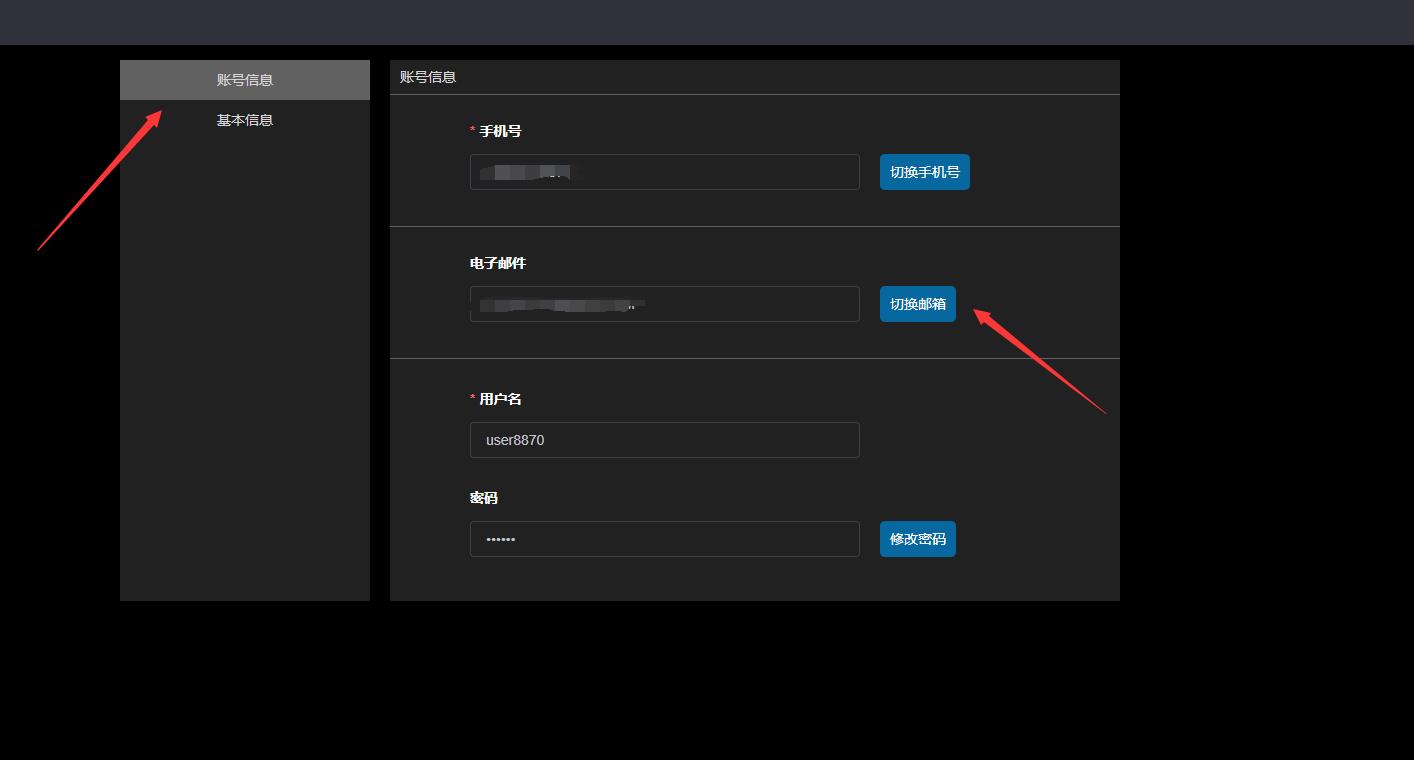 账号信息
基本信息
账号信息
* 手机号
切换手机号
电子邮件
切换邮箱
* 用户名
user8870
密码
••••••
修改密码